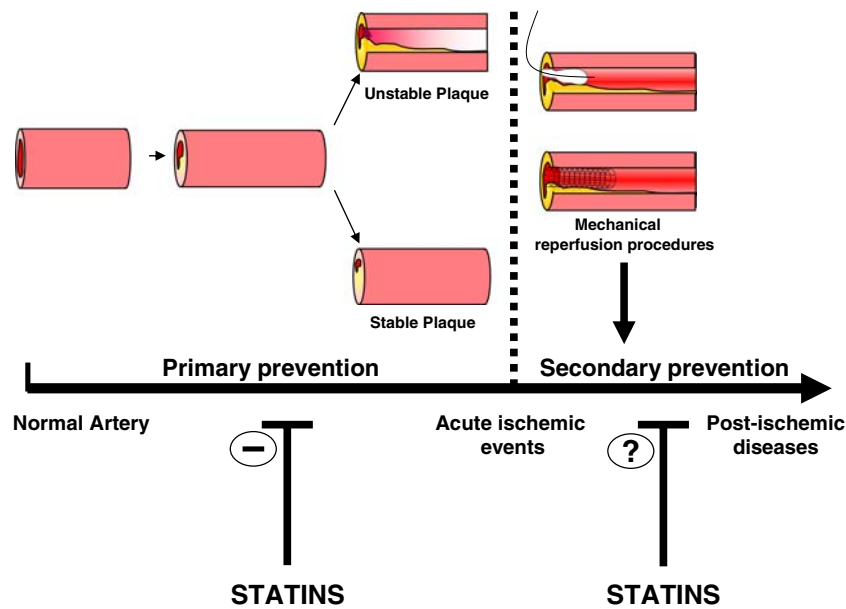 Unstable Plaque
Mechanical
reperfusion procedures
Stable Plaque
Primary prevention
Secondary prevention
Normal Artery
Acute ischemic
events
Post-ischemic
diseases
−
?
STATINS
STATINS